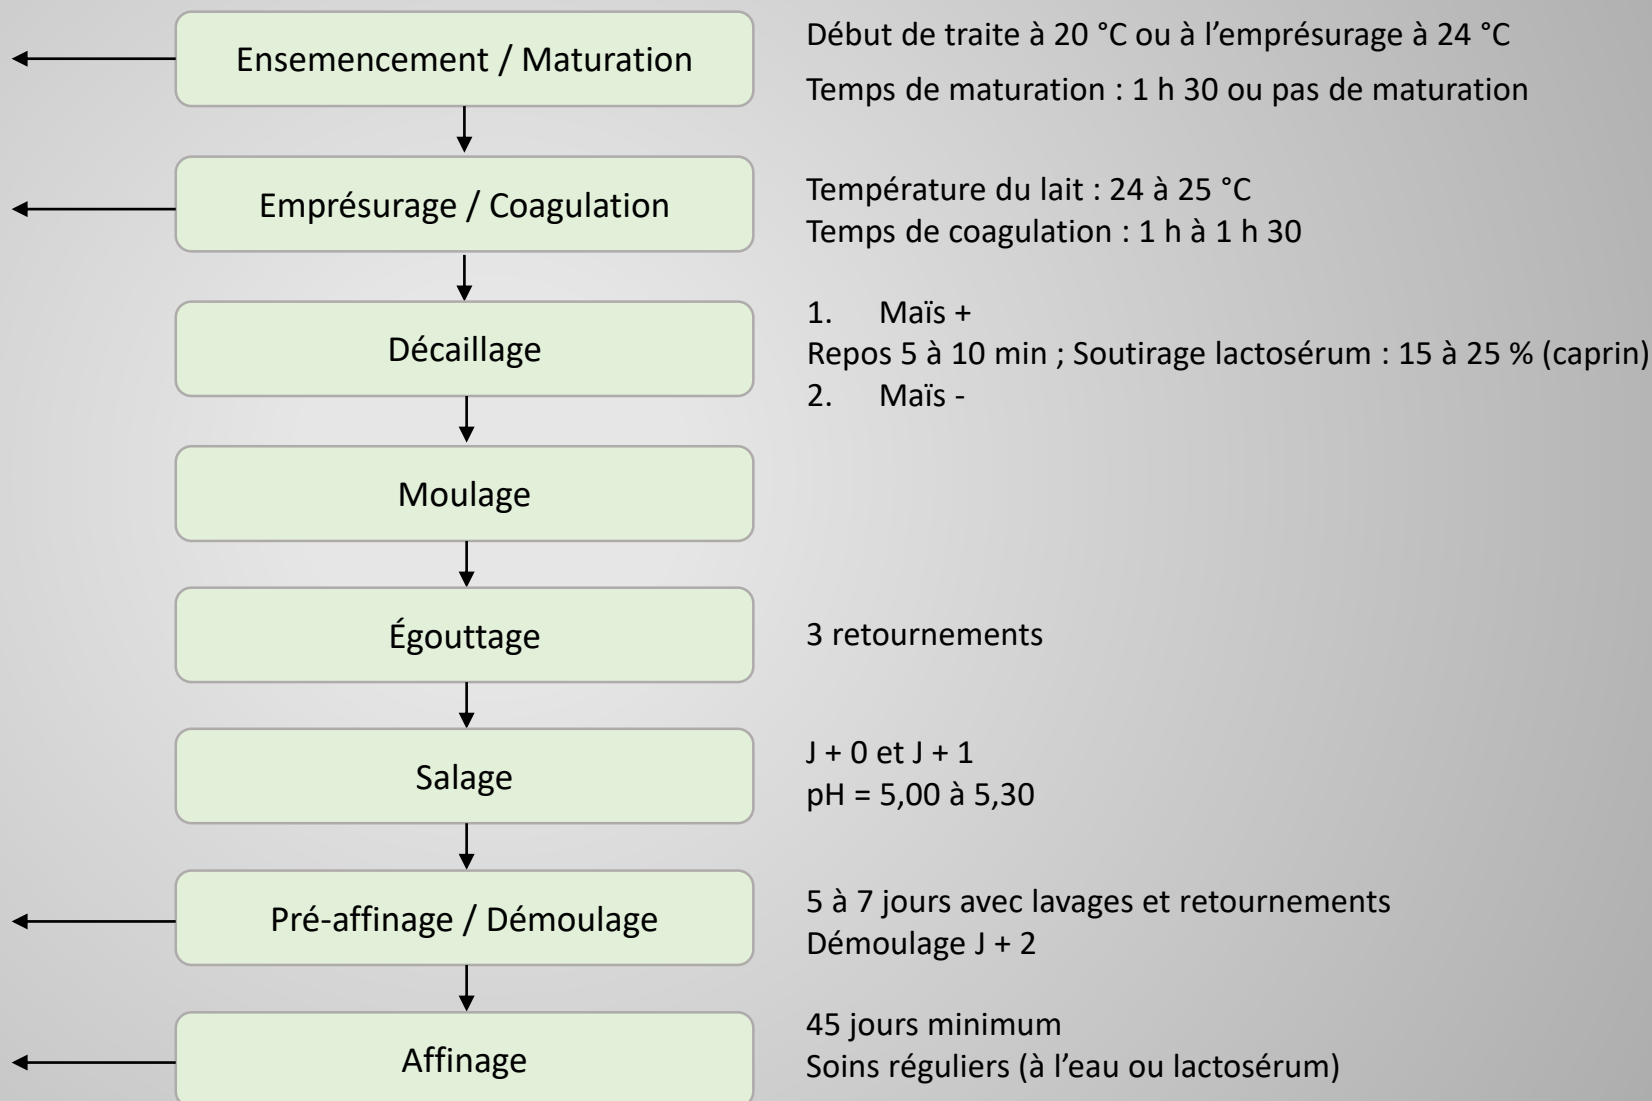 Ensemencement / Maturation
Début de traite à 20 °C ou à l’emprésurage à 24 °C
Temps de maturation : 1 h 30 ou pas de maturation
Emprésurage / Coagulation
Température du lait : 24 à 25 °C
Temps de coagulation : 1 h à 1 h 30
Décaillage
1. Maïs +
Repos 5 à 10 min ; Soutirage lactosérum : 15 à 25 % (caprin)
2. Maïs -
Moulage
Égouttage
3 retournements
Salage
J + 0 et J + 1
pH = 5,00 à 5,30
Pré-affinage / Démoulage
5 à 7 jours avec lavages et retournements
Démoulage J + 2
Affinage
45 jours minimum
Soins réguliers (à l’eau ou lactosérum)